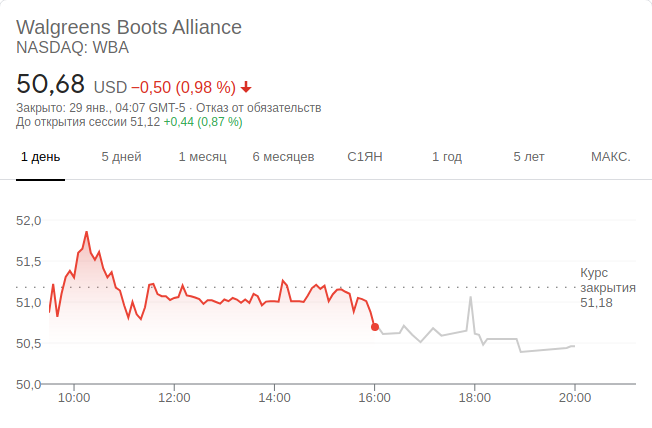 Walgreens Boots Alliance
NASDAQ: WBA
50,68 USD −0,50 (0,98 %)
Закрыто: 29 янв., 04:07 GMT-5 · Отказ от обязательств
До открытия сессии 51,12 +0,44 (0,87 %)
1 день 5 дней 1 месяц 6 месяцев С1ЯН 1 год 5 лет МАКС.
52,0
51,5
Курс
закрытия
51,18
51,0
50,5
50,0
10:00 12:00 14:00 16:00 18:00 20:00